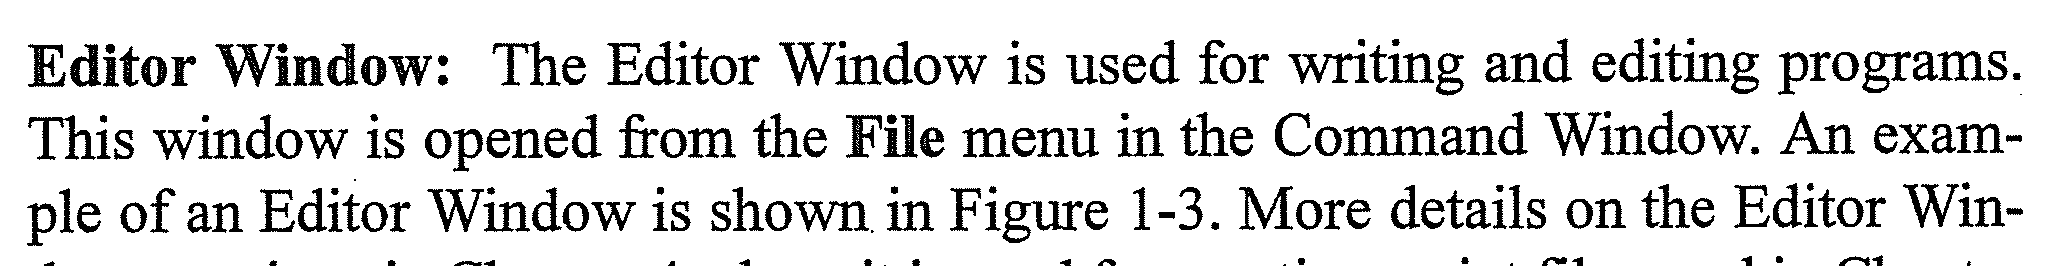 Editor Window: The Editor Window is used for writing and editing programs.
This window is opened from the File menu in the Command Window. An exam-
ple of an Editor Window is shown in Figure 1-3. More details on the Editor Win-